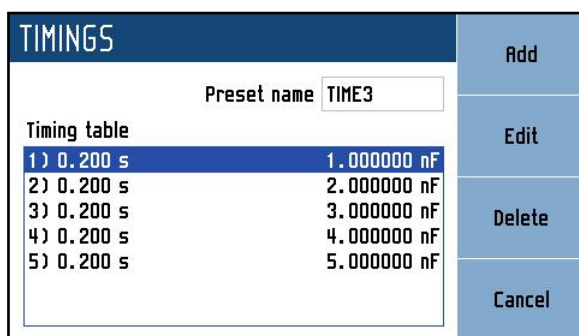 TIMINGS
Preset name TIME3
Timing table
1) 0.200 s 1.000000 nF
2) 0.200 s 2.000000 nF
3) 0.200 s 3.000000 nF
4) 0.200 s 4.000000 nF
5) 0.200 s 5.000000 nF
Add
Edit
Delete
Cancel